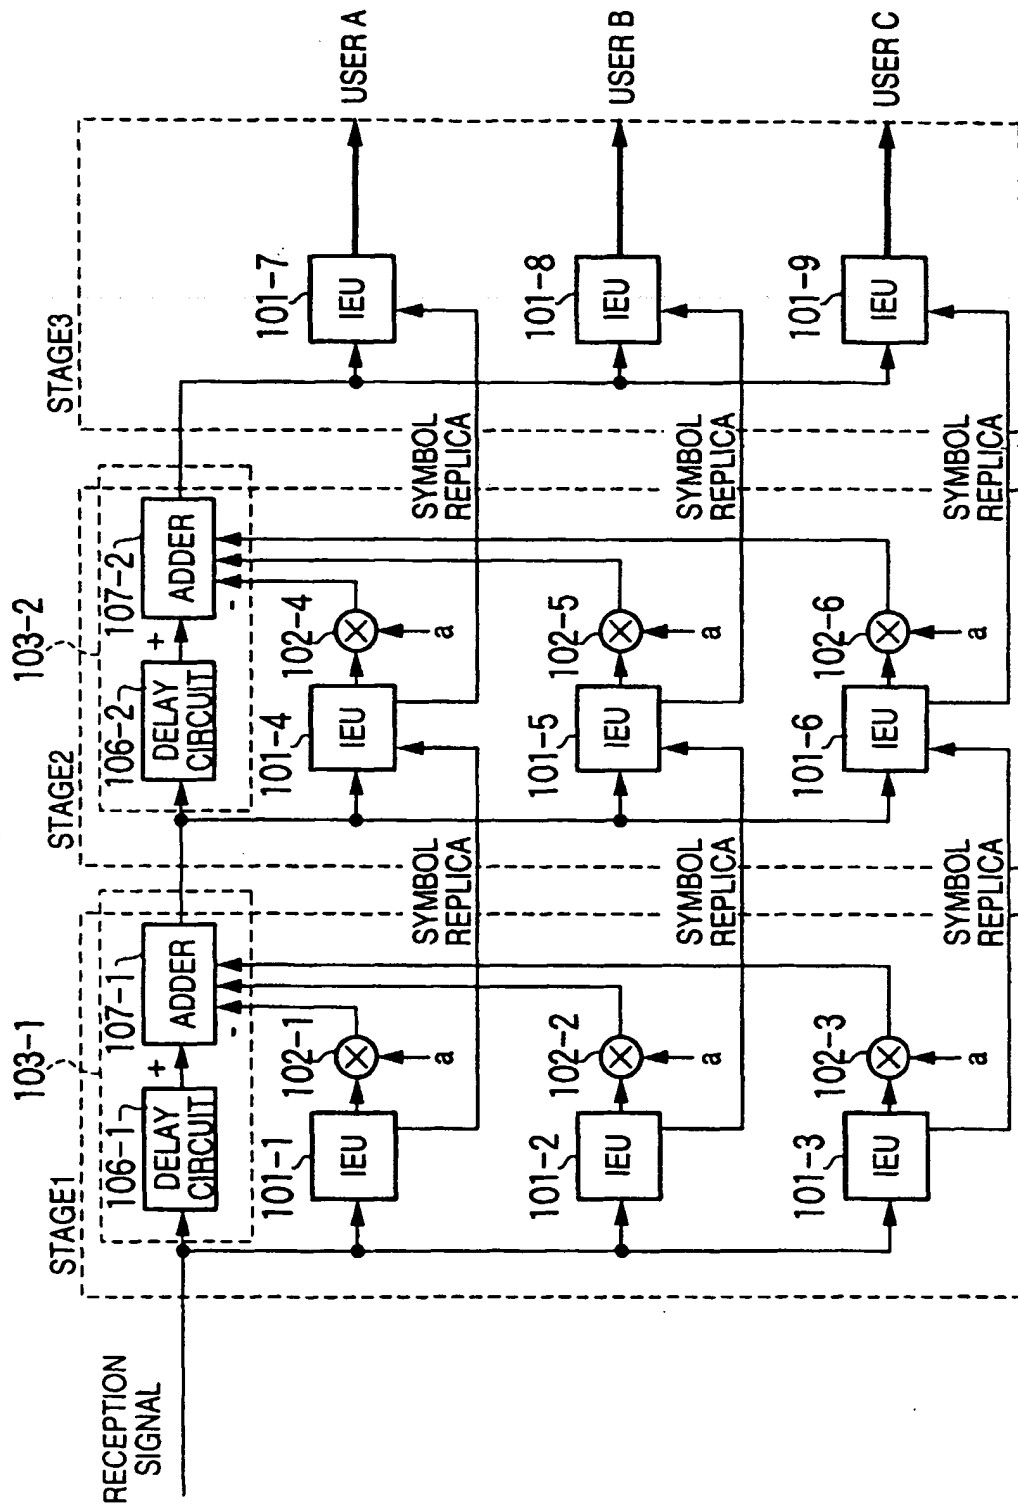 RECEPTION
SIGNAL
STAGE1
103-1
106-1
DELAY
CIRCUIT
+
107-1
ADDER
-
101-1
IEU
102-1
a
SYMBOL
REPLICA
101-2
IEU
102-2
a
SYMBOL
REPLICA
101-3
IEU
102-3
a
SYMBOL
REPLICA
STAGE2
103-2
106-2
DELAY
CIRCUIT
+
107-2
ADDER
-
101-4
IEU
102-4
a
SYMBOL
REPLICA
101-5
IEU
102-5
a
SYMBOL
REPLICA
101-6
IEU
102-6
a
SYMBOL
REPLICA
STAGE3
101-7
IEU
USER A
101-8
IEU
USER B
101-9
IEU
USER C